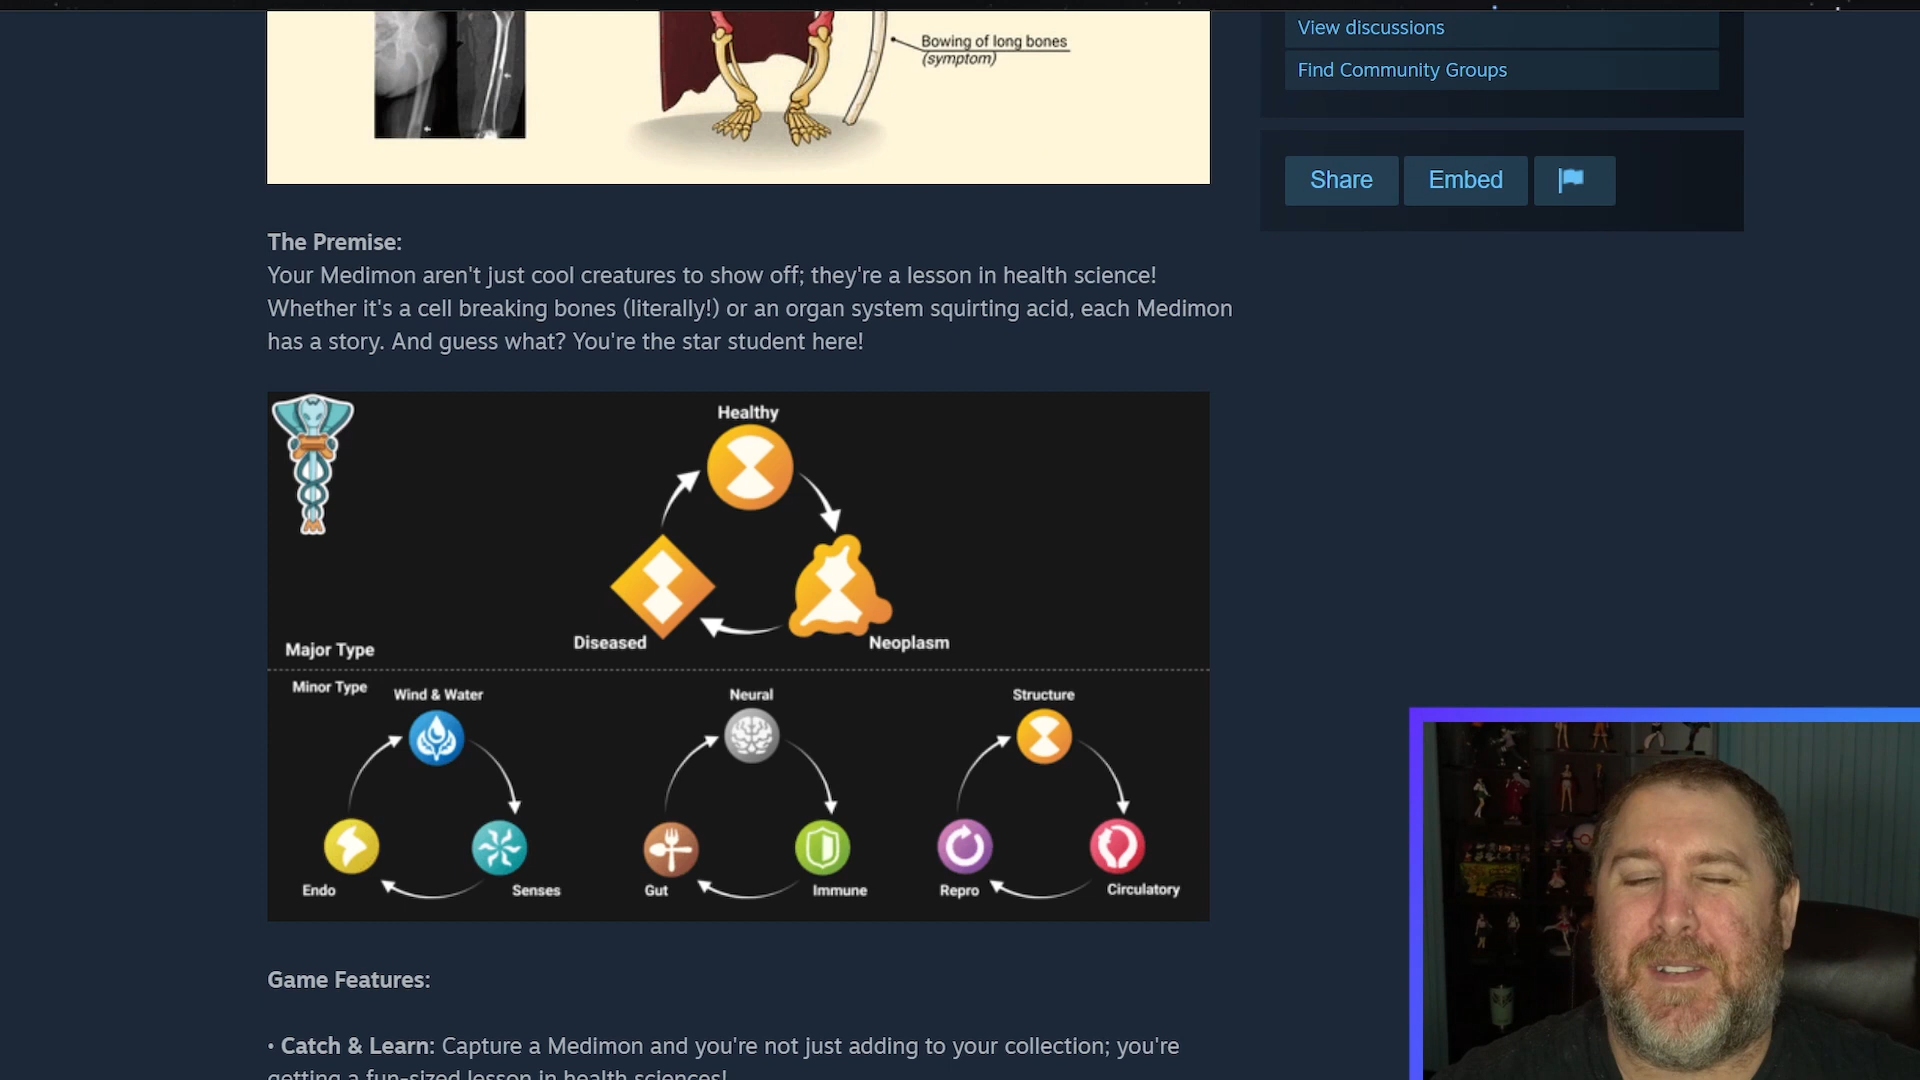 Bowing of long bones
(symptom)
View discussions
Find Community Groups
Share
Embed
The Premise:
Your Medimon aren't just cool creatures to show off; they're a lesson in health science!
Whether it's a cell breaking bones (literally!) or an organ system squirting acid, each Medimon
has a story. And guess what? You're the star student here!
Healthy
Diseased
Neoplasm
Major Type
Minor Type
Wind & Water
Neural
Structure
Endo
Senses
Gut
Immune
Repro
Circulatory
Game Features:
• Catch & Learn: Capture a Medimon and you're not just adding to your collection; you're
getting a fun-sized lesson in health sciences!